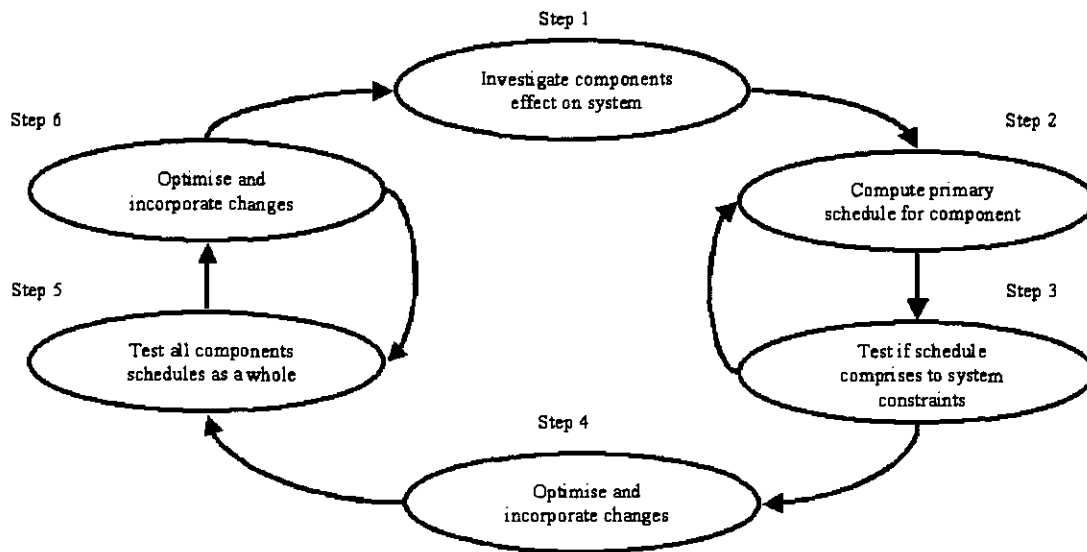 Step 1
Investigate components
effect on system
Step 2
Compute primary
schedule for component
Step 3
Test if schedule
comprises to system
constraints
Step 4
Optimise and
incorporate changes
Step 5
Test all components
schedules as a whole
Step 6
Optimise and
incorporate changes